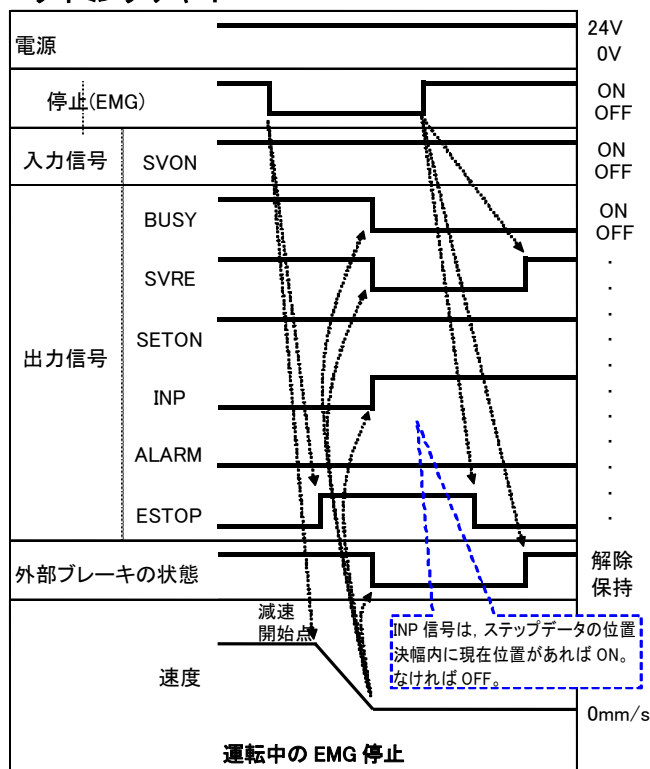 電源
24V
0V
停止(EMG)
ON
OFF
入力信号
SVON
ON
OFF
出力信号
BUSY
ON
OFF
SVRE
SETON
INP
ALARM
ESTOP
外部ブレーキの状態
解除
保持
減速
開始点
速度
INP 信号は, ステップデータの位置
決幅内に現在位置があれば ON。
なければ OFF。
0mm/s
運転中の EMG 停止